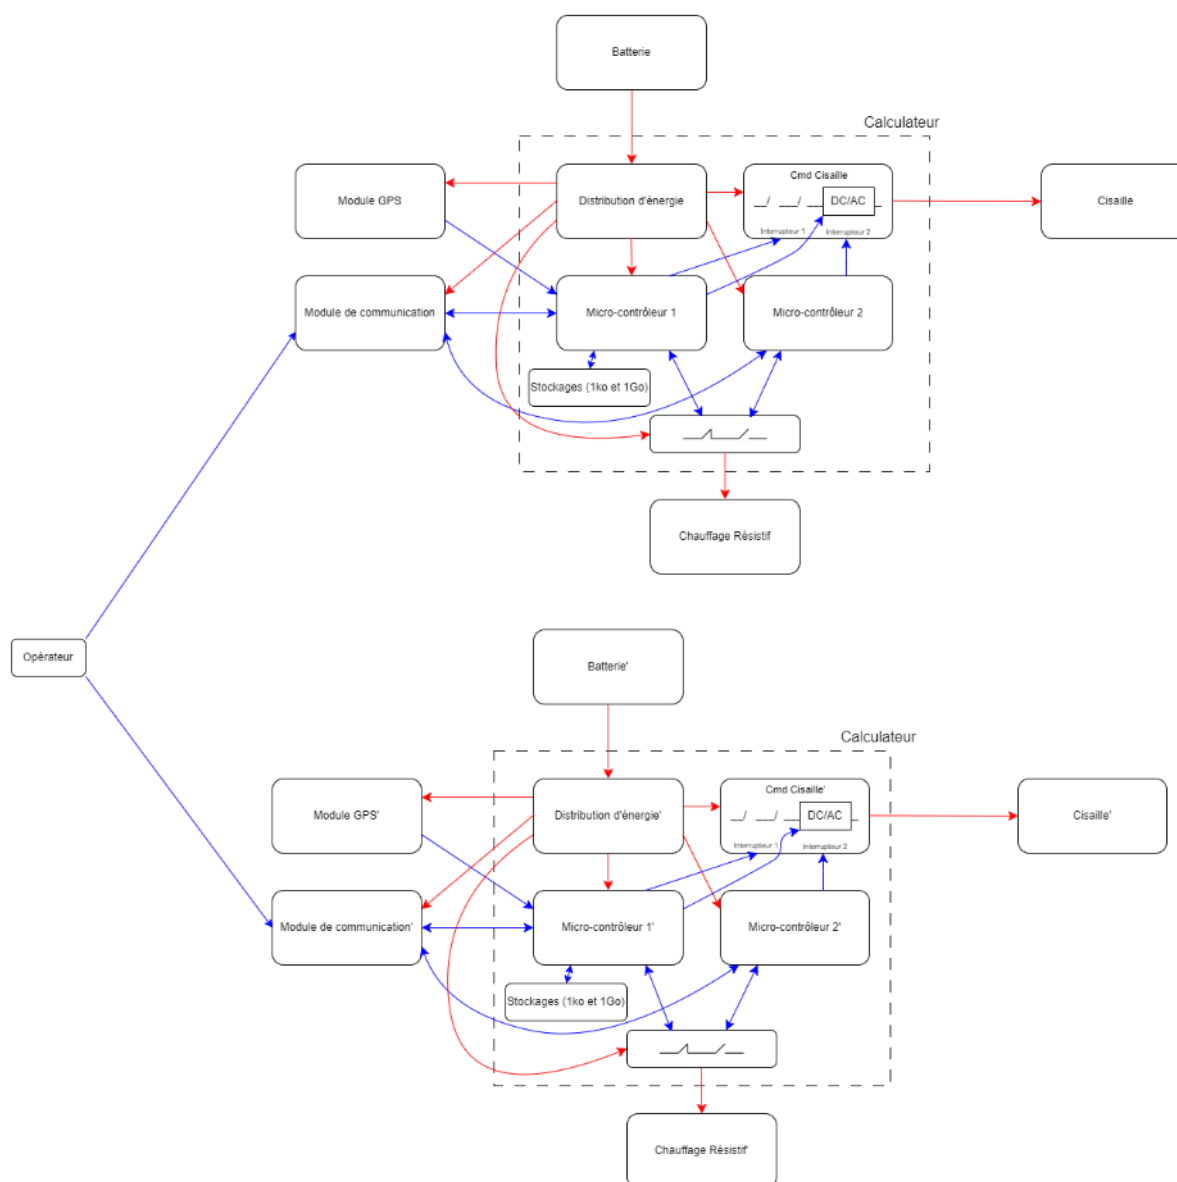 Batterie
Calculateur
Module GPS
Distribution d'énergie
Cmd Cisaille
DC/AC
Interrupteur 1
Interrupteur 2
Cisaille
Module de communication
Micro-contrôleur 1
Micro-contrôleur 2
Stockages (1ko et 1Go)
Chauffage Résistif
Opérateur
Batterie'
Calculateur
Module GPS'
Distribution d'énergie'
Cmd Cisaille'
DC/AC
Interrupteur 1
Interrupteur 2
Cisaille'
Module de communication'
Micro-contrôleur 1'
Micro-contrôleur 2'
Stockages (1ko et 1Go)
Chauffage Résistif'